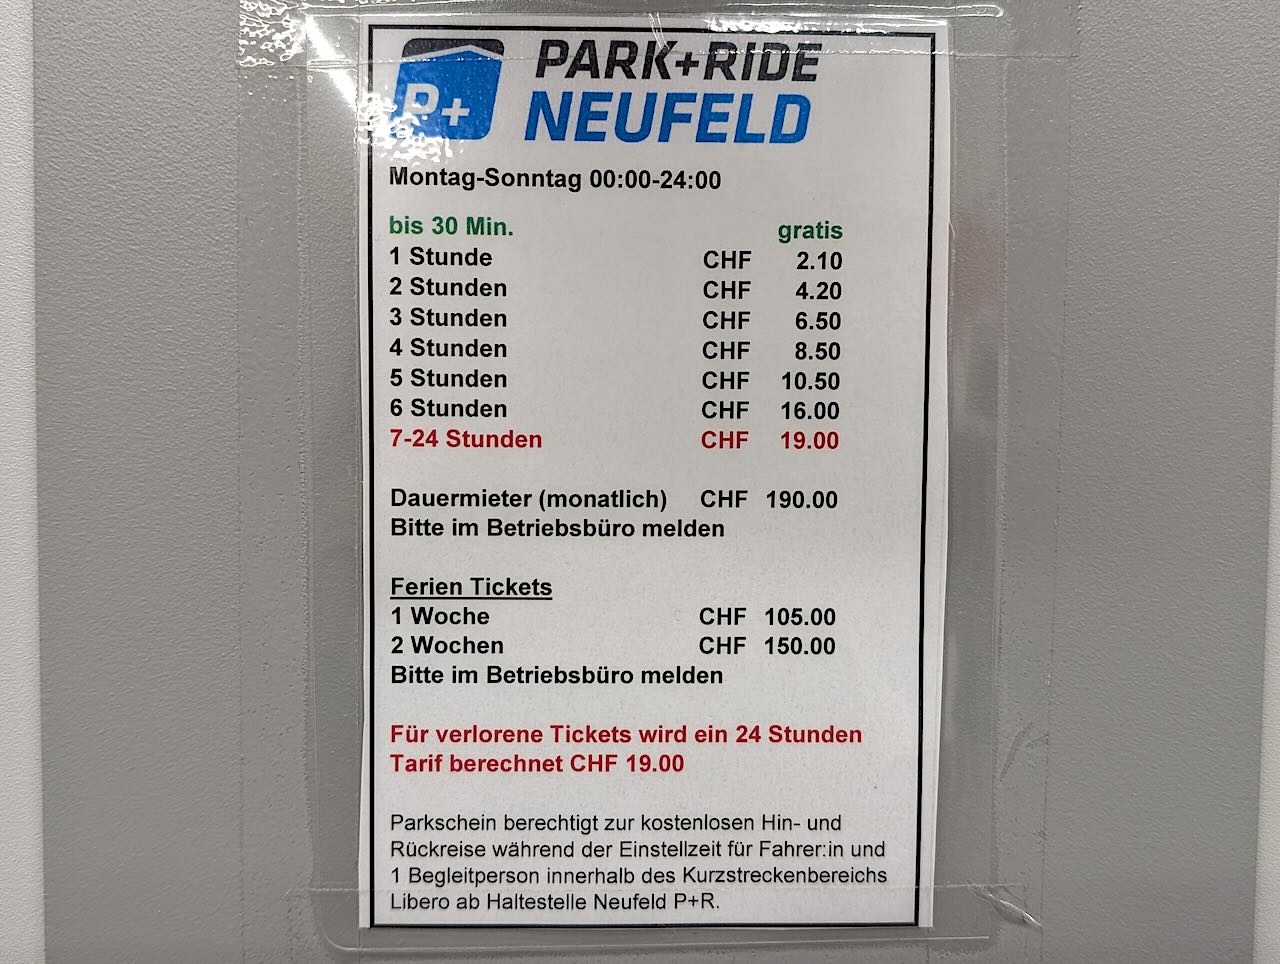 P+
PARK+RIDE
NEUFELD
Montag-Sonntag 00:00-24:00
bis 30 Min. gratis
1 Stunde CHF 2.10
2 Stunden CHF 4.20
3 Stunden CHF 6.50
4 Stunden CHF 8.50
5 Stunden CHF 10.50
6 Stunden CHF 16.00
7-24 Stunden CHF 19.00
Dauermieter (monatlich) CHF 190.00
Bitte im Betriebsbüro melden
Ferien Tickets
1 Woche CHF 105.00
2 Wochen CHF 150.00
Bitte im Betriebsbüro melden
Für verlorene Tickets wird ein 24 Stunden
Tarif berechnet CHF 19.00
Parkschein berechtigt zur kostenlosen Hin- und
Rückreise während der Einstellzeit für Fahrer:in und
1 Begleitperson innerhalb des Kurzstreckenbereichs
Libero ab Haltestelle Neufeld P+R.